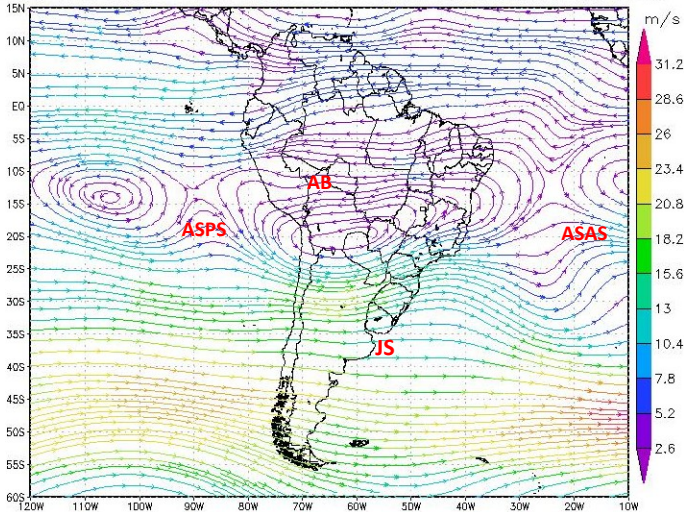 15N
m/s
10N
5N
EQ
5S
10S
15S
20S
25S
30S
35S
40S
45S
50S
55S
60S
120W 110W 100W 90W 80W 70W 60W 50W 40W 30W 20W 10W
AB
ASPS
ASAS
JS
31.2
28.6
26
23.4
20.8
18.2
15.6
13
10.4
7.8
5.2
2.6